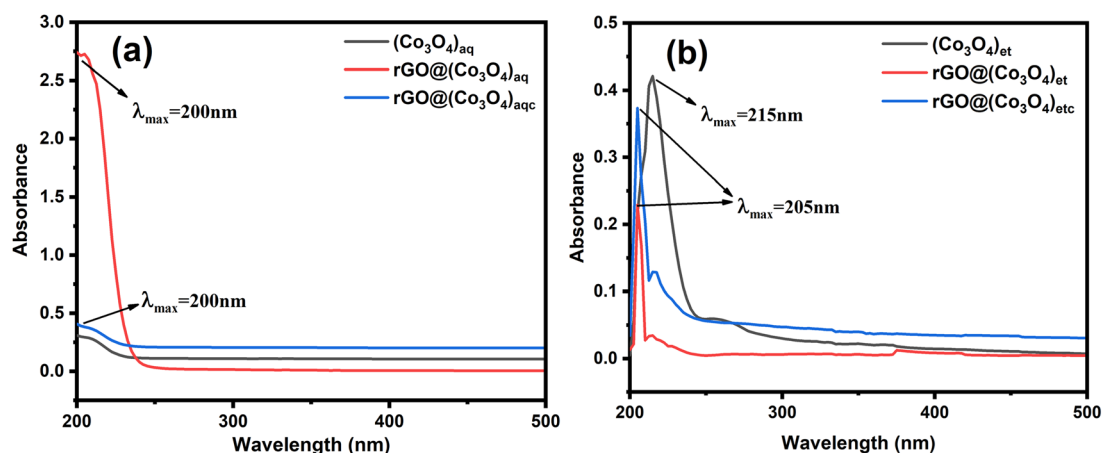 (a)
(Co₃O₄)aq
rGO@(Co₃O₄)aq
rGO@(Co₃O₄)aqc
λmax=200nm
λmax=200nm
3.0
2.5
2.0
1.5
1.0
0.5
0.0
Absorbance
200 300 400 500
Wavelength (nm)
(b)
(Co₃O₄)et
rGO@(Co₃O₄)et
rGO@(Co₃O₄)etc
λmax=215nm
λmax=205nm
0.5
0.4
0.3
0.2
0.1
0.0
Absorbance
200 300 400 500
Wavelength (nm)